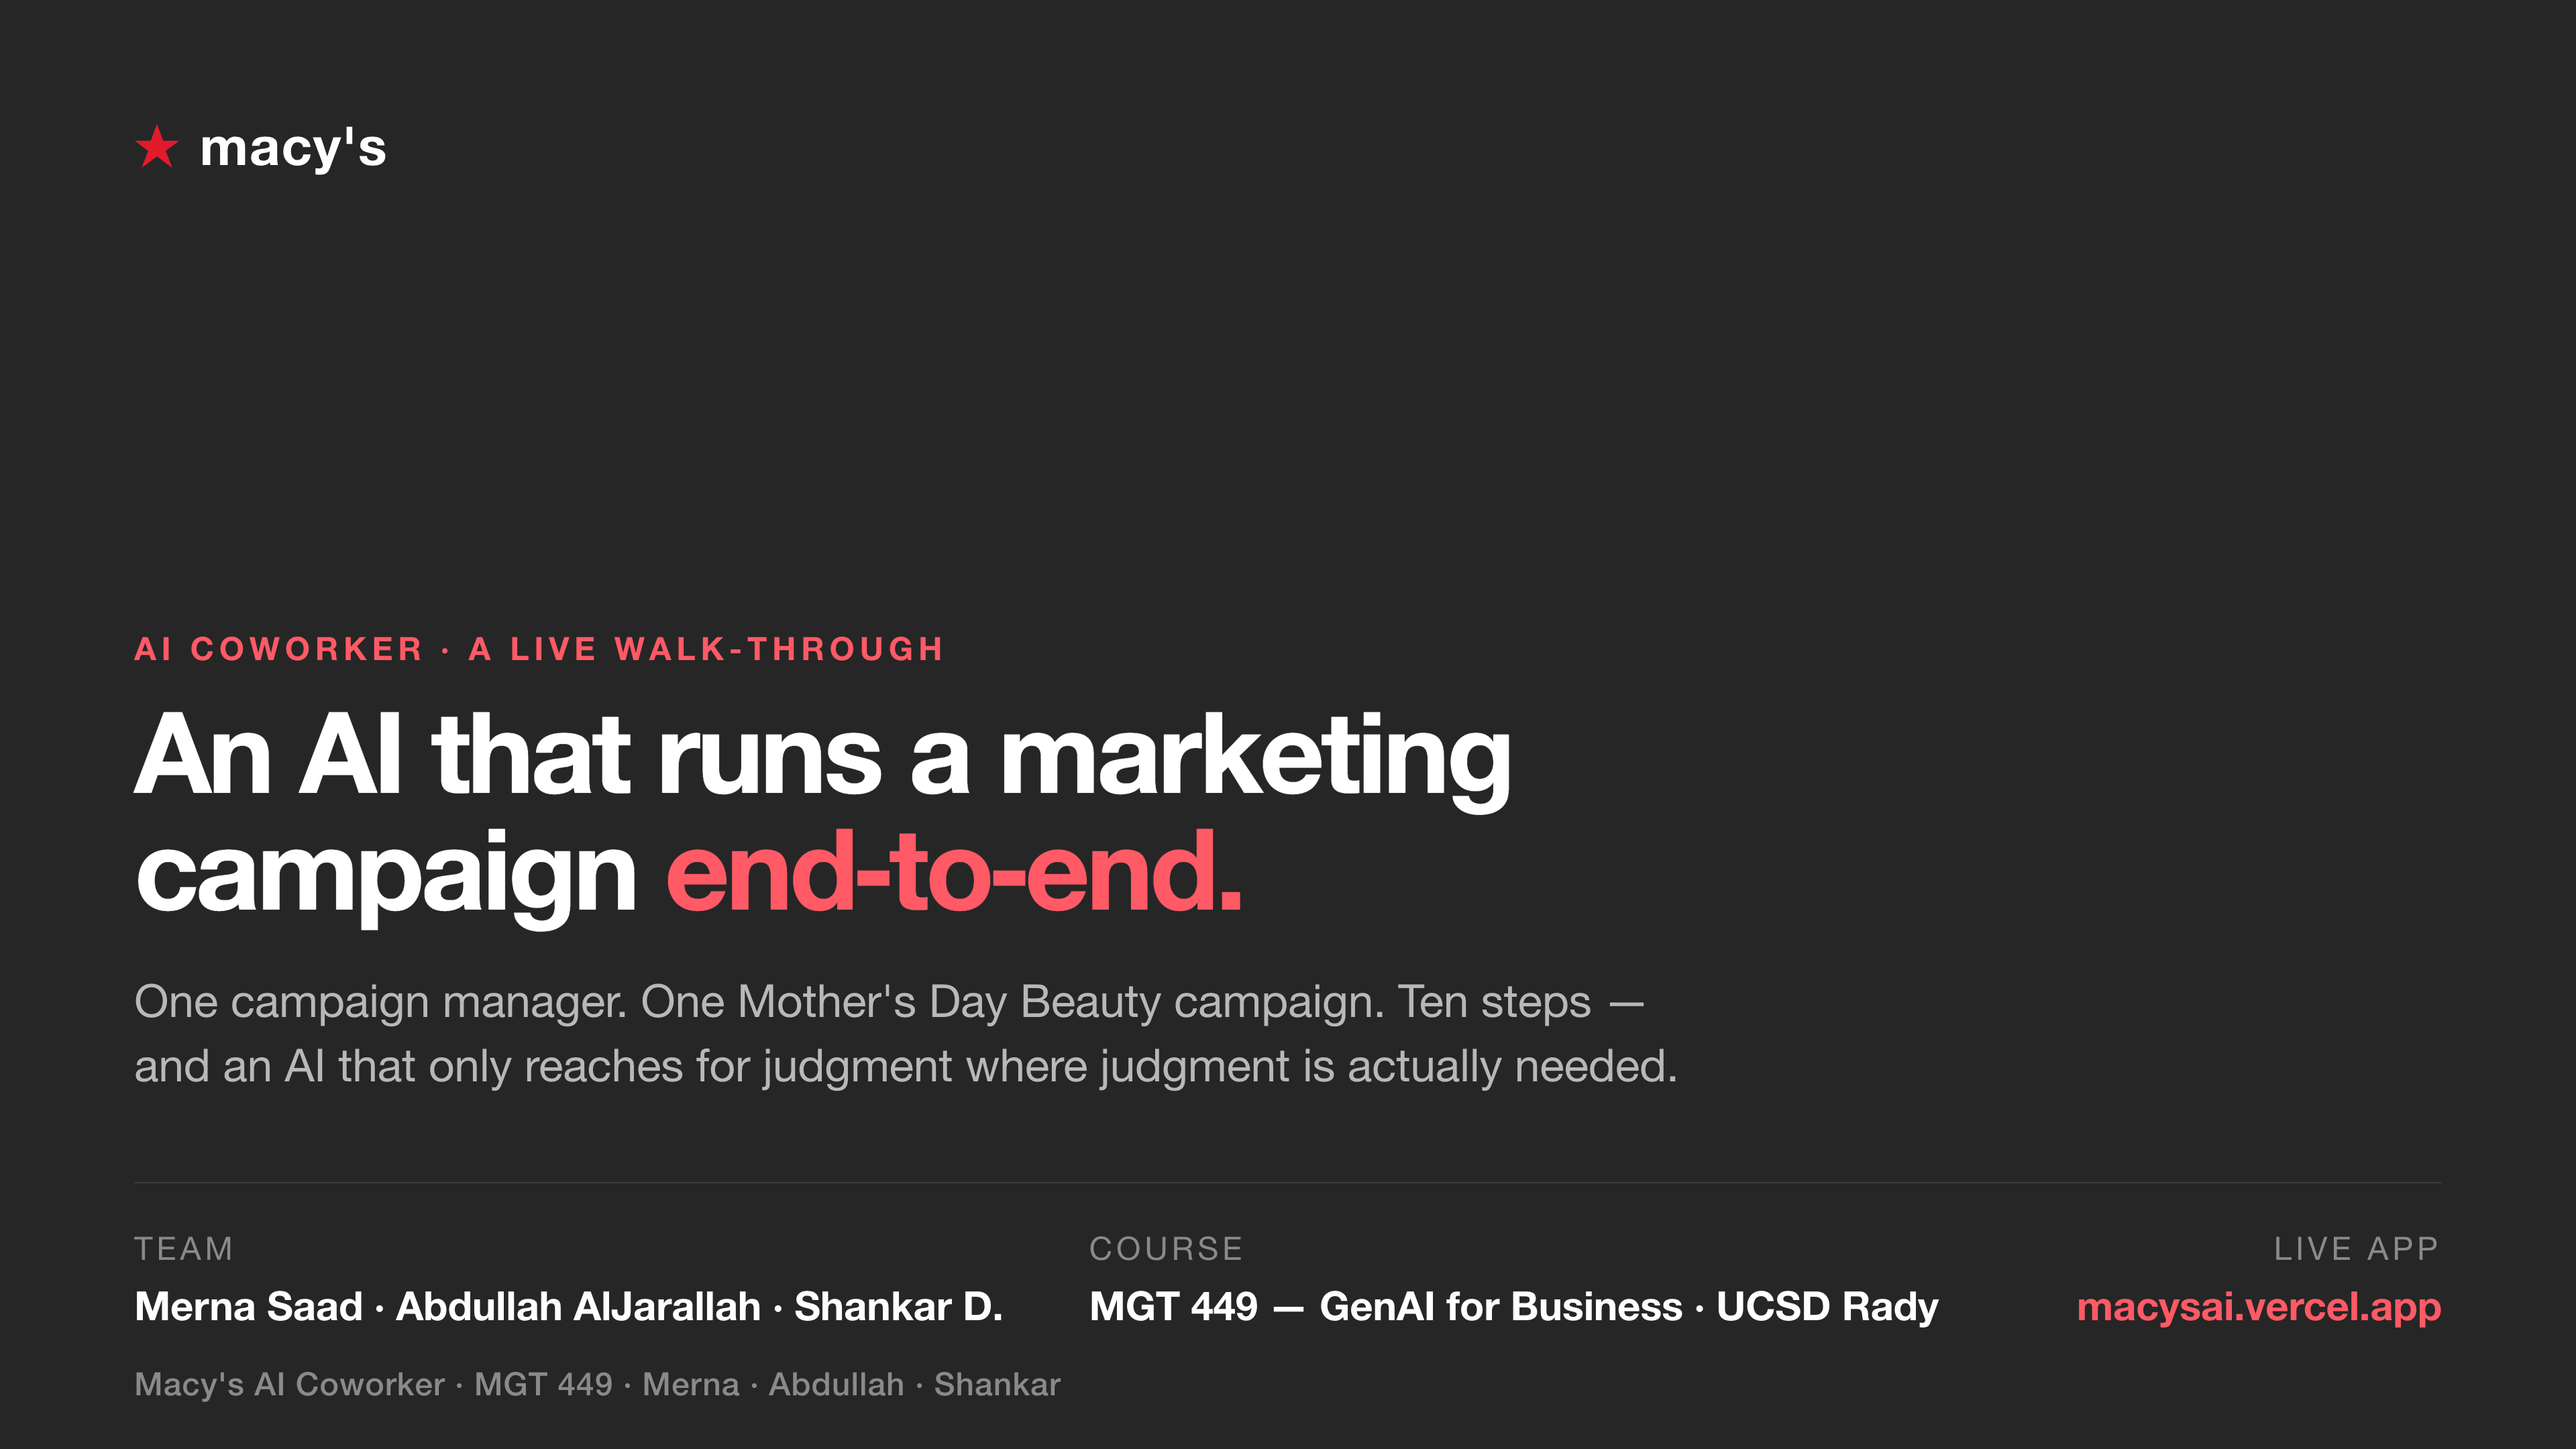 ★ macy's
AI COWORKER · A LIVE WALK-THROUGH
An AI that runs a marketing
campaign end-to-end.
One campaign manager. One Mother's Day Beauty campaign. Ten steps —
and an AI that only reaches for judgment where judgment is actually needed.
TEAM
Merna Saad · Abdullah AlJarallah · Shankar D.
COURSE
MGT 449 — GenAI for Business · UCSD Rady
LIVE APP
macysai.vercel.app
Macy's AI Coworker · MGT 449 · Merna · Abdullah · Shankar